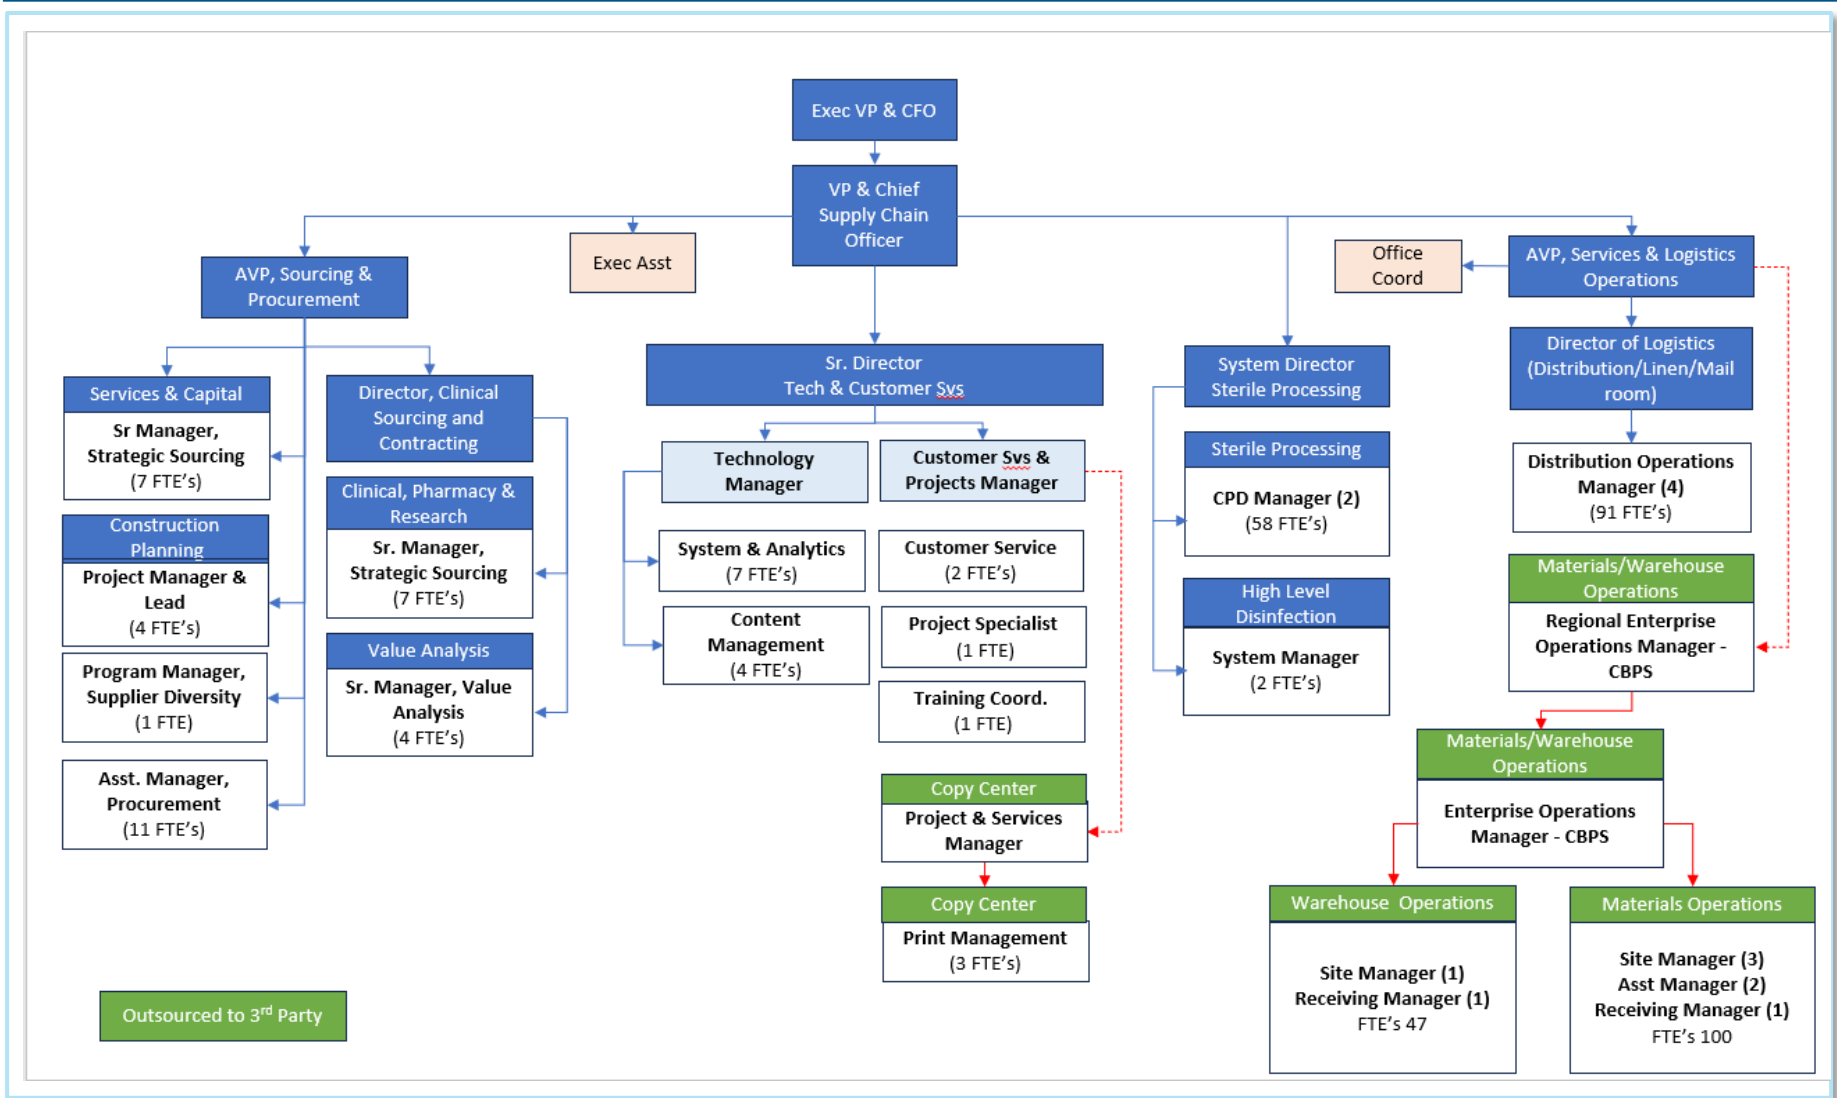 Exec VP & CFO
VP & Chief
Supply Chain
Officer
AVP, Sourcing &
Procurement
Exec Asst
Office
Coord
AVP, Services & Logistics
Operations
Services & Capital
Sr Manager,
Strategic Sourcing
(7 FTE's)
Construction
Planning
Project Manager &
Lead
(4 FTE's)
Program Manager,
Supplier Diversity
(1 FTE)
Asst. Manager,
Procurement
(11 FTE's)
Director, Clinical
Sourcing and
Contracting
Clinical, Pharmacy &
Research
Sr. Manager,
Strategic Sourcing
(7 FTE's)
Value Analysis
Sr. Manager, Value
Analysis
(4 FTE's)
Sr. Director
Tech & Customer Svs
Technology
Manager
System & Analytics
(7 FTE's)
Content
Management
(4 FTE's)
Customer Svs &
Projects Manager
Customer Service
(2 FTE's)
Project Specialist
(1 FTE)
Training Coord.
(1 FTE)
Copy Center
Project & Services
Manager
Copy Center
Print Management
(3 FTE's)
System Director
Sterile Processing
Sterile Processing
CPD Manager (2)
(58 FTE's)
High Level
Disinfection
System Manager
(2 FTE's)
Director of Logistics
(Distribution/Linen/Mail
room)
Distribution Operations
Manager (4)
(91 FTE's)
Materials/Warehouse
Operations
Regional Enterprise
Operations Manager -
CBPS
Materials/Warehouse
Operations
Enterprise Operations
Manager - CBPS
Warehouse  Operations
Site Manager (1)
Receiving Manager (1)
FTE's 47
Materials Operations
Site Manager (3)
Asst Manager (2)
Receiving Manager (1)
FTE's 100
Outsourced to 3rd Party